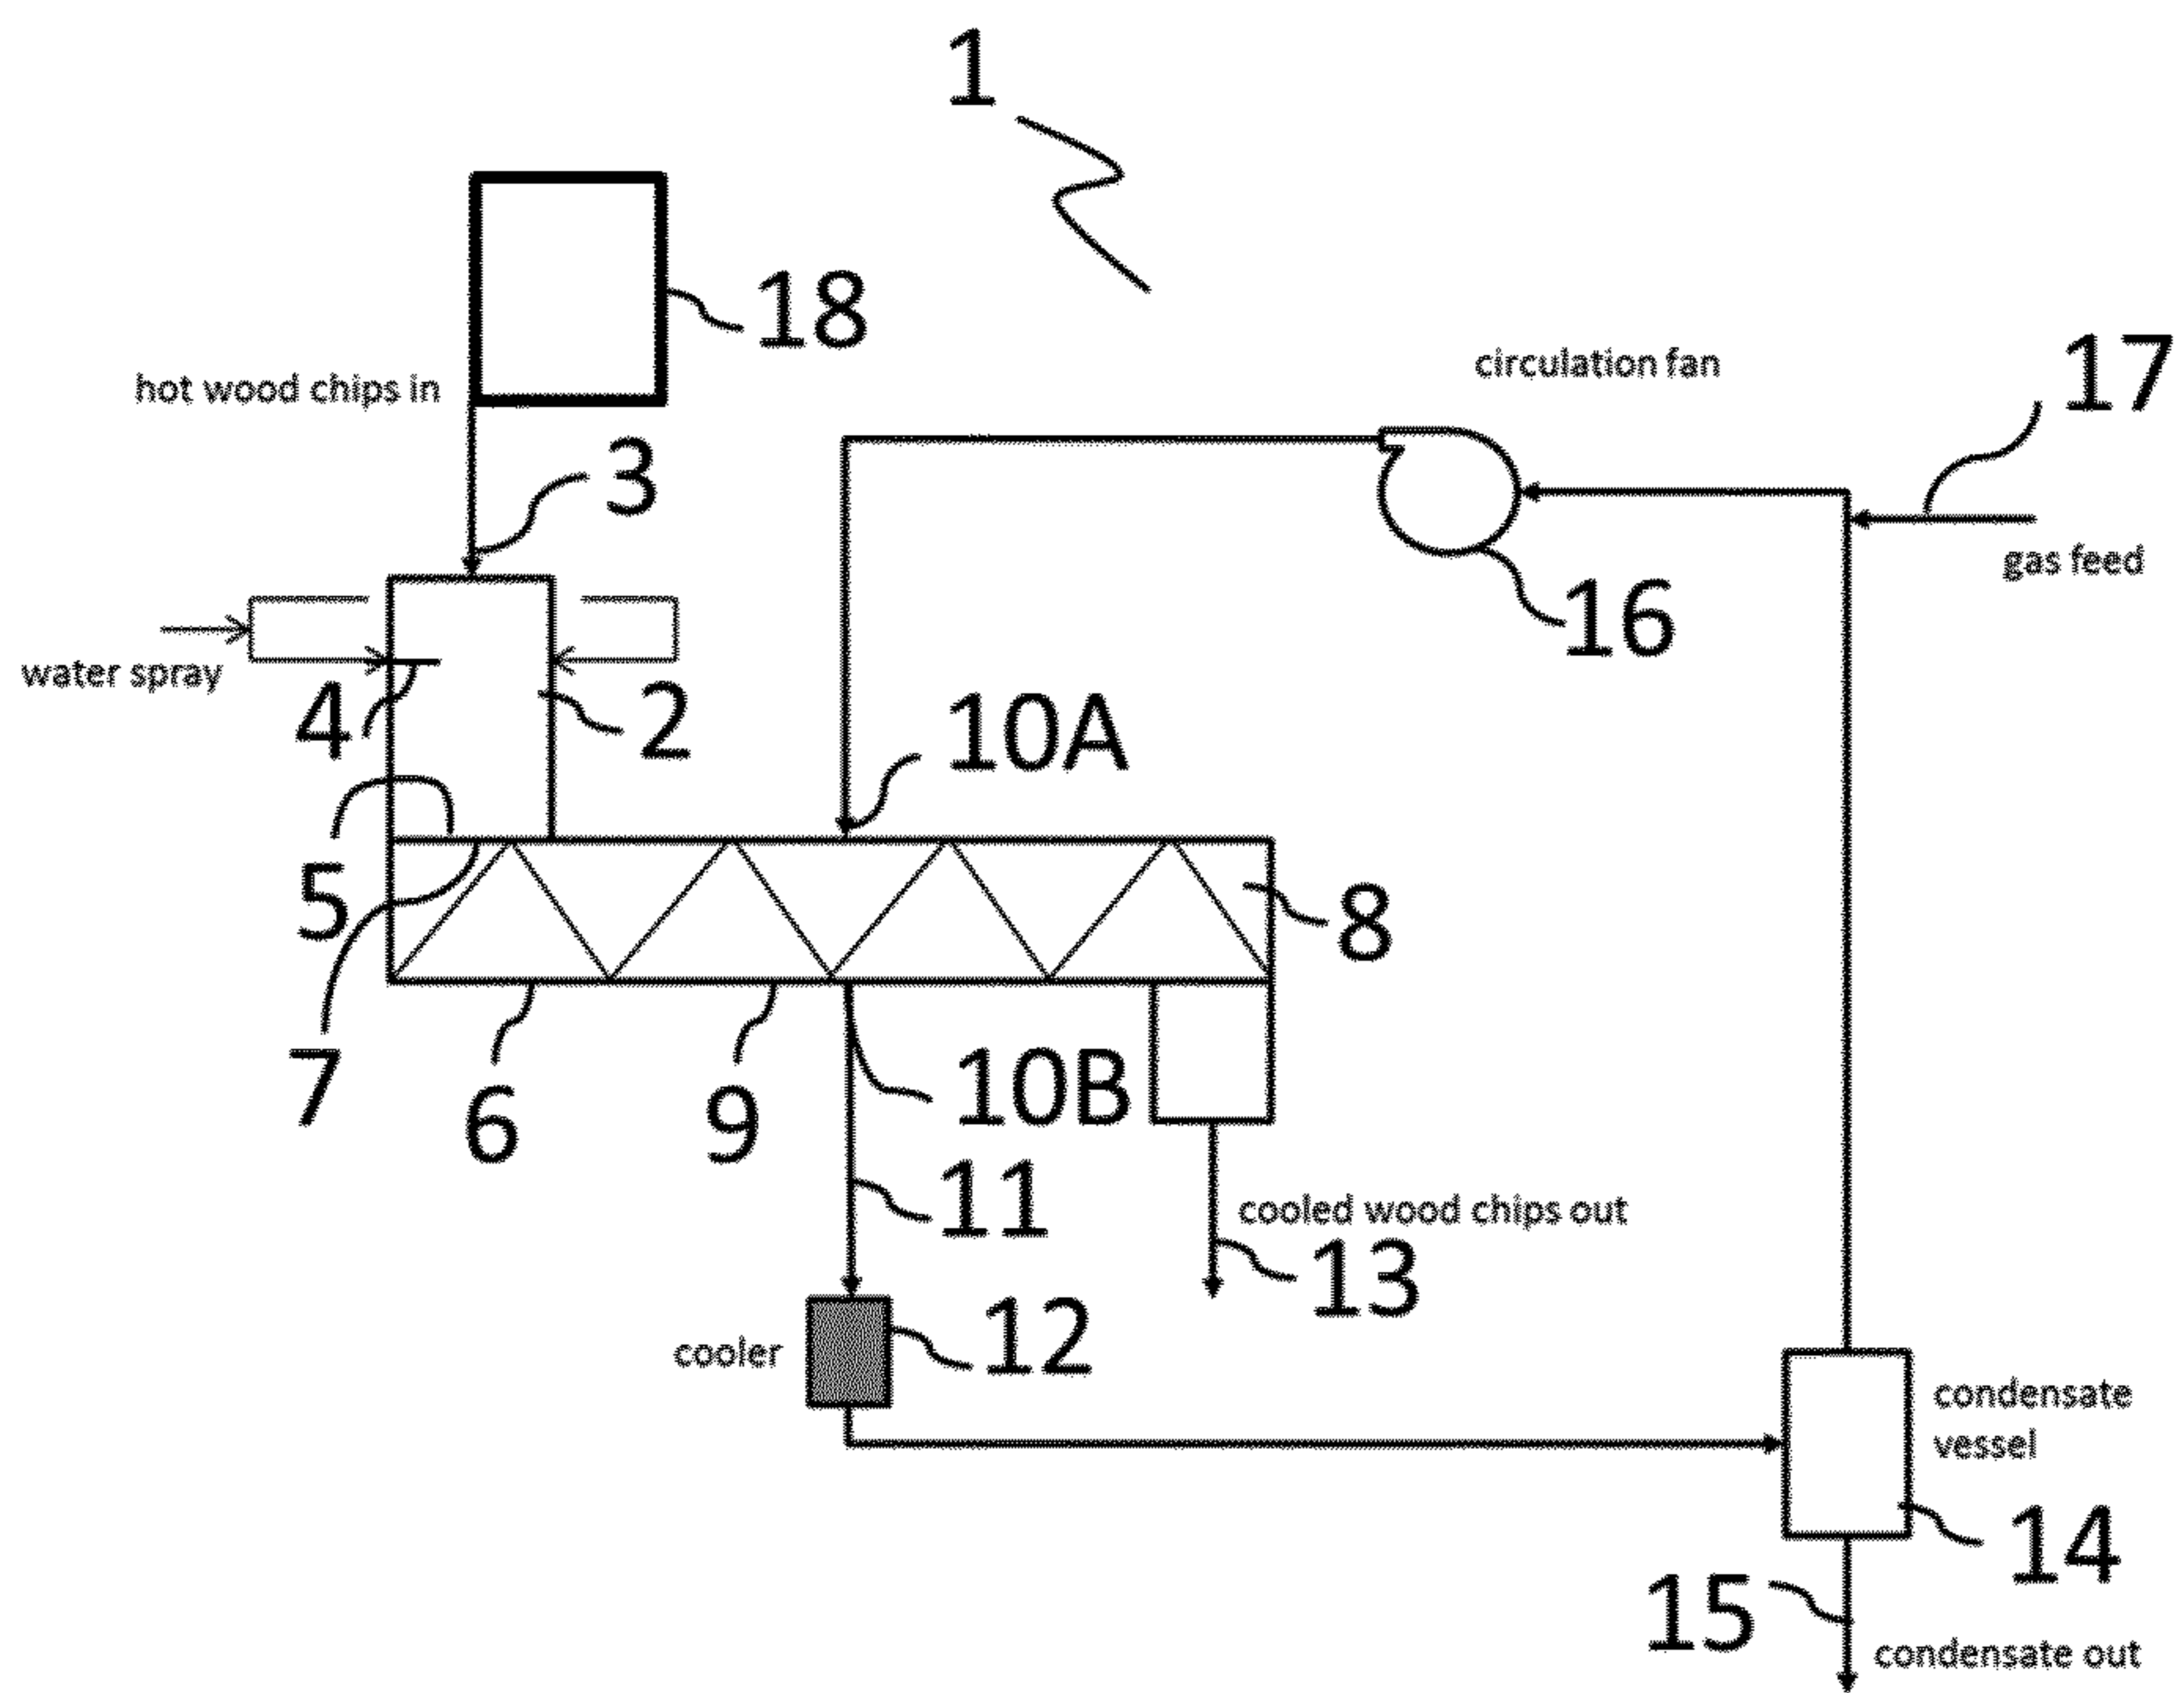 1
18
hot wood chips in
circulation fan
17
3
gas feed
16
water spray
4
2
10A
5
8
7
6
9
10B
11
cooled wood chips out
13
12
cooler
condensate
vessel
14
15
condensate out